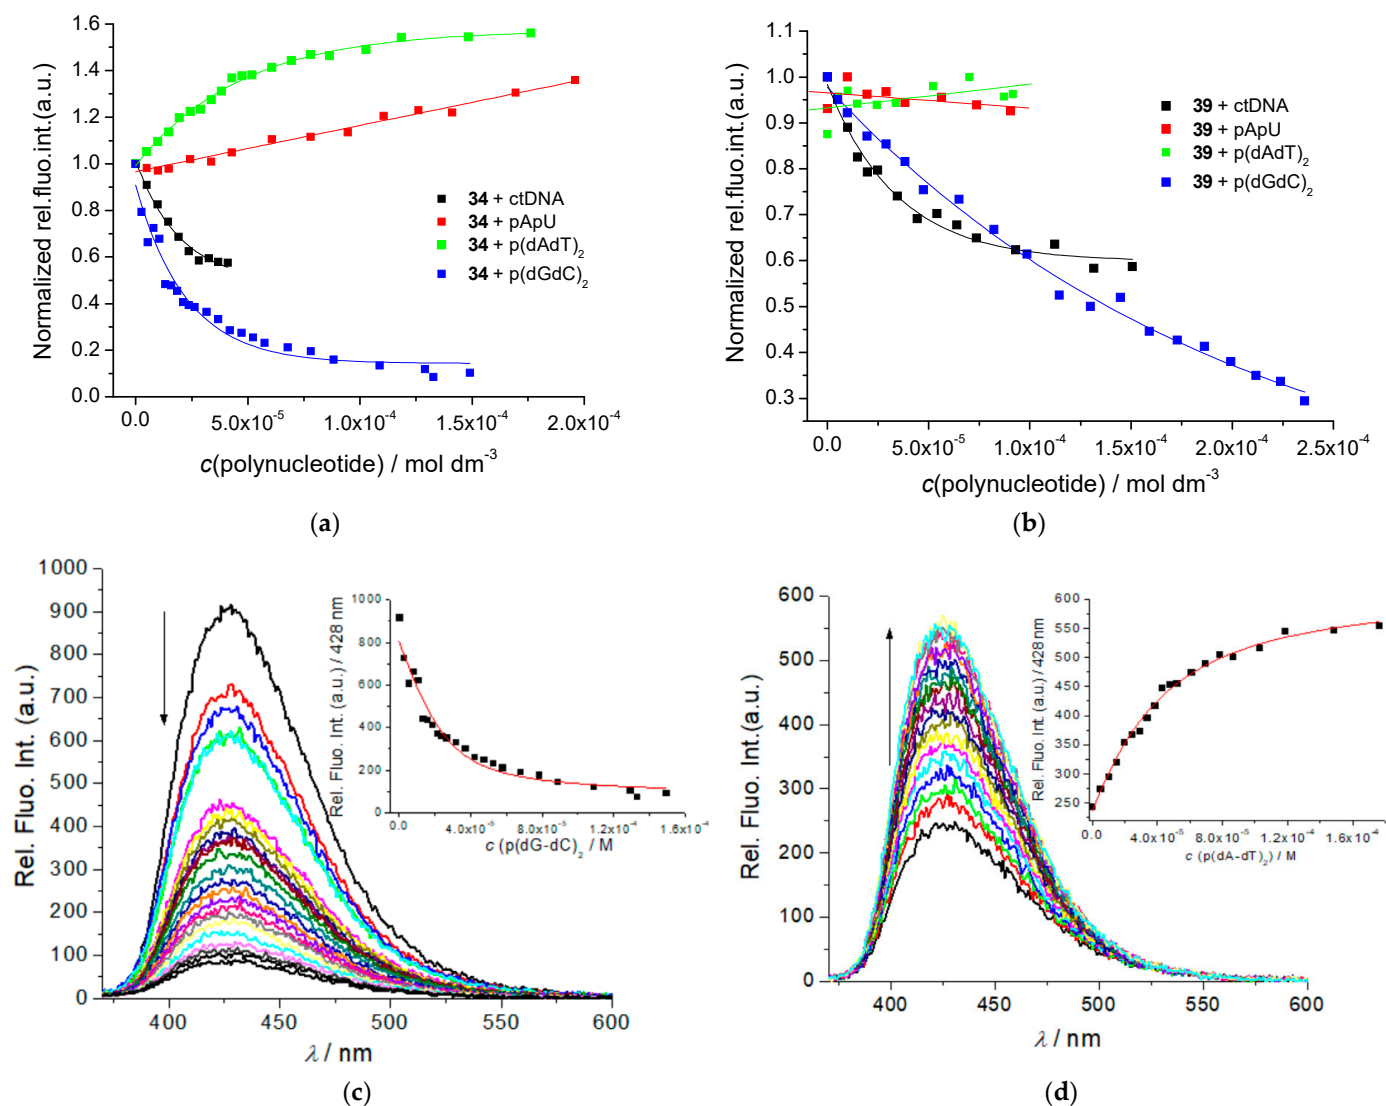 1.6
1.4
1.2
1.0
0.8
0.6
0.4
0.2
0.0
Normalized rel.fluo.int.(a.u.)
34 + ctDNA
34 + pApU
34 + p(dAdT)2
34 + p(dGdC)2
0.0 5.0x10-5 1.0x10-4 1.5x10-4 2.0x10-4
c(polynucleotide) / mol dm-3
(a)
1.1
1.0
0.9
0.8
0.7
0.6
0.5
0.4
0.3
Normalized rel.fluo.int.(a.u.)
39 + ctDNA
39 + pApU
39 + p(dAdT)2
39 + p(dGdC)2
0.0 5.0x10-5 1.0x10-4 1.5x10-4 2.0x10-4 2.5x10-4
c(polynucleotide) / mol dm-3
(b)
1000
900
800
700
600
500
400
300
200
100
0
Rel. Fluo. Int. (a.u.)
400 450 500 550 600
λ / nm
1000
800
600
400
200
0
Rel. Fluo. Int. (a.u.) / 428 nm
0.0 4.0x10-5 8.0x10-5 1.2x10-4 1.6x10-4
c (p(dG-dC)2 / M
(c)
600
500
400
300
200
100
0
Rel. Fluo. Int.(a.u.)
400 450 500 550 600
λ / nm
600
550
500
450
400
350
300
250
Rel. Fluo. Int. (a.u.) / 428nm
0.0 4.0x10-5 8.0x10-5 1.2x10-4 1.6x10-4
c (p(dA-dT)2) / M
(d)